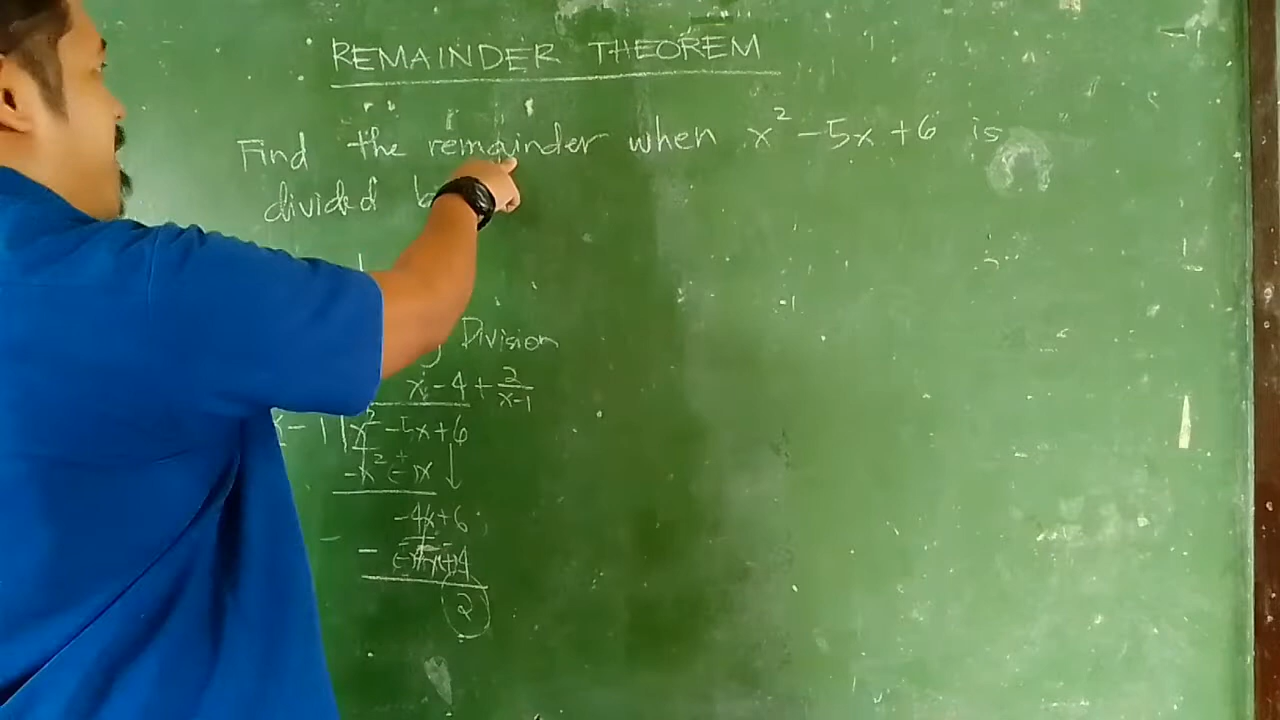 REMAINDER THEOREM
Find the remainder when x² - 5x + 6 is
divided
Division
x - 4 + 2/(x-1)
x - 1 | x² - 5x + 6
- x² (-) 1x
-4x + 6
-
2